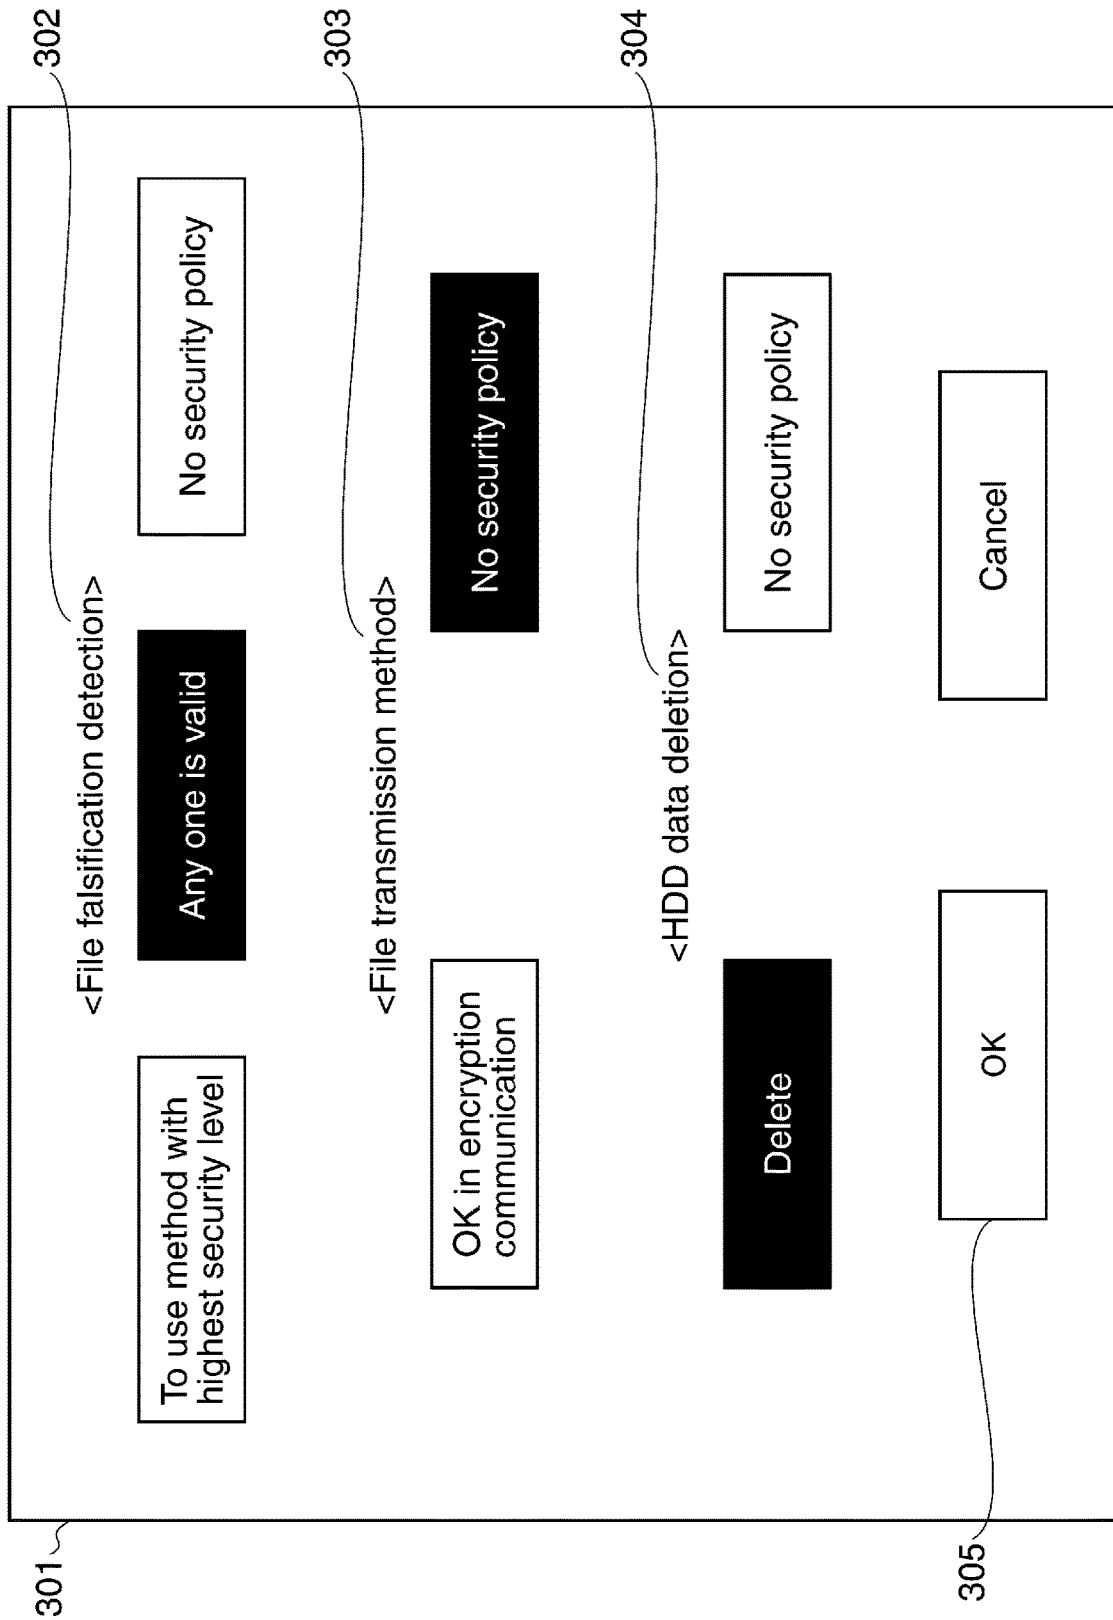 301
302
<File falsification detection>
To use method with
highest security level
Any one is valid
No security policy
303
<File transmission method>
OK in encryption
communication
No security policy
304
<HDD data deletion>
Delete
No security policy
305
OK
Cancel